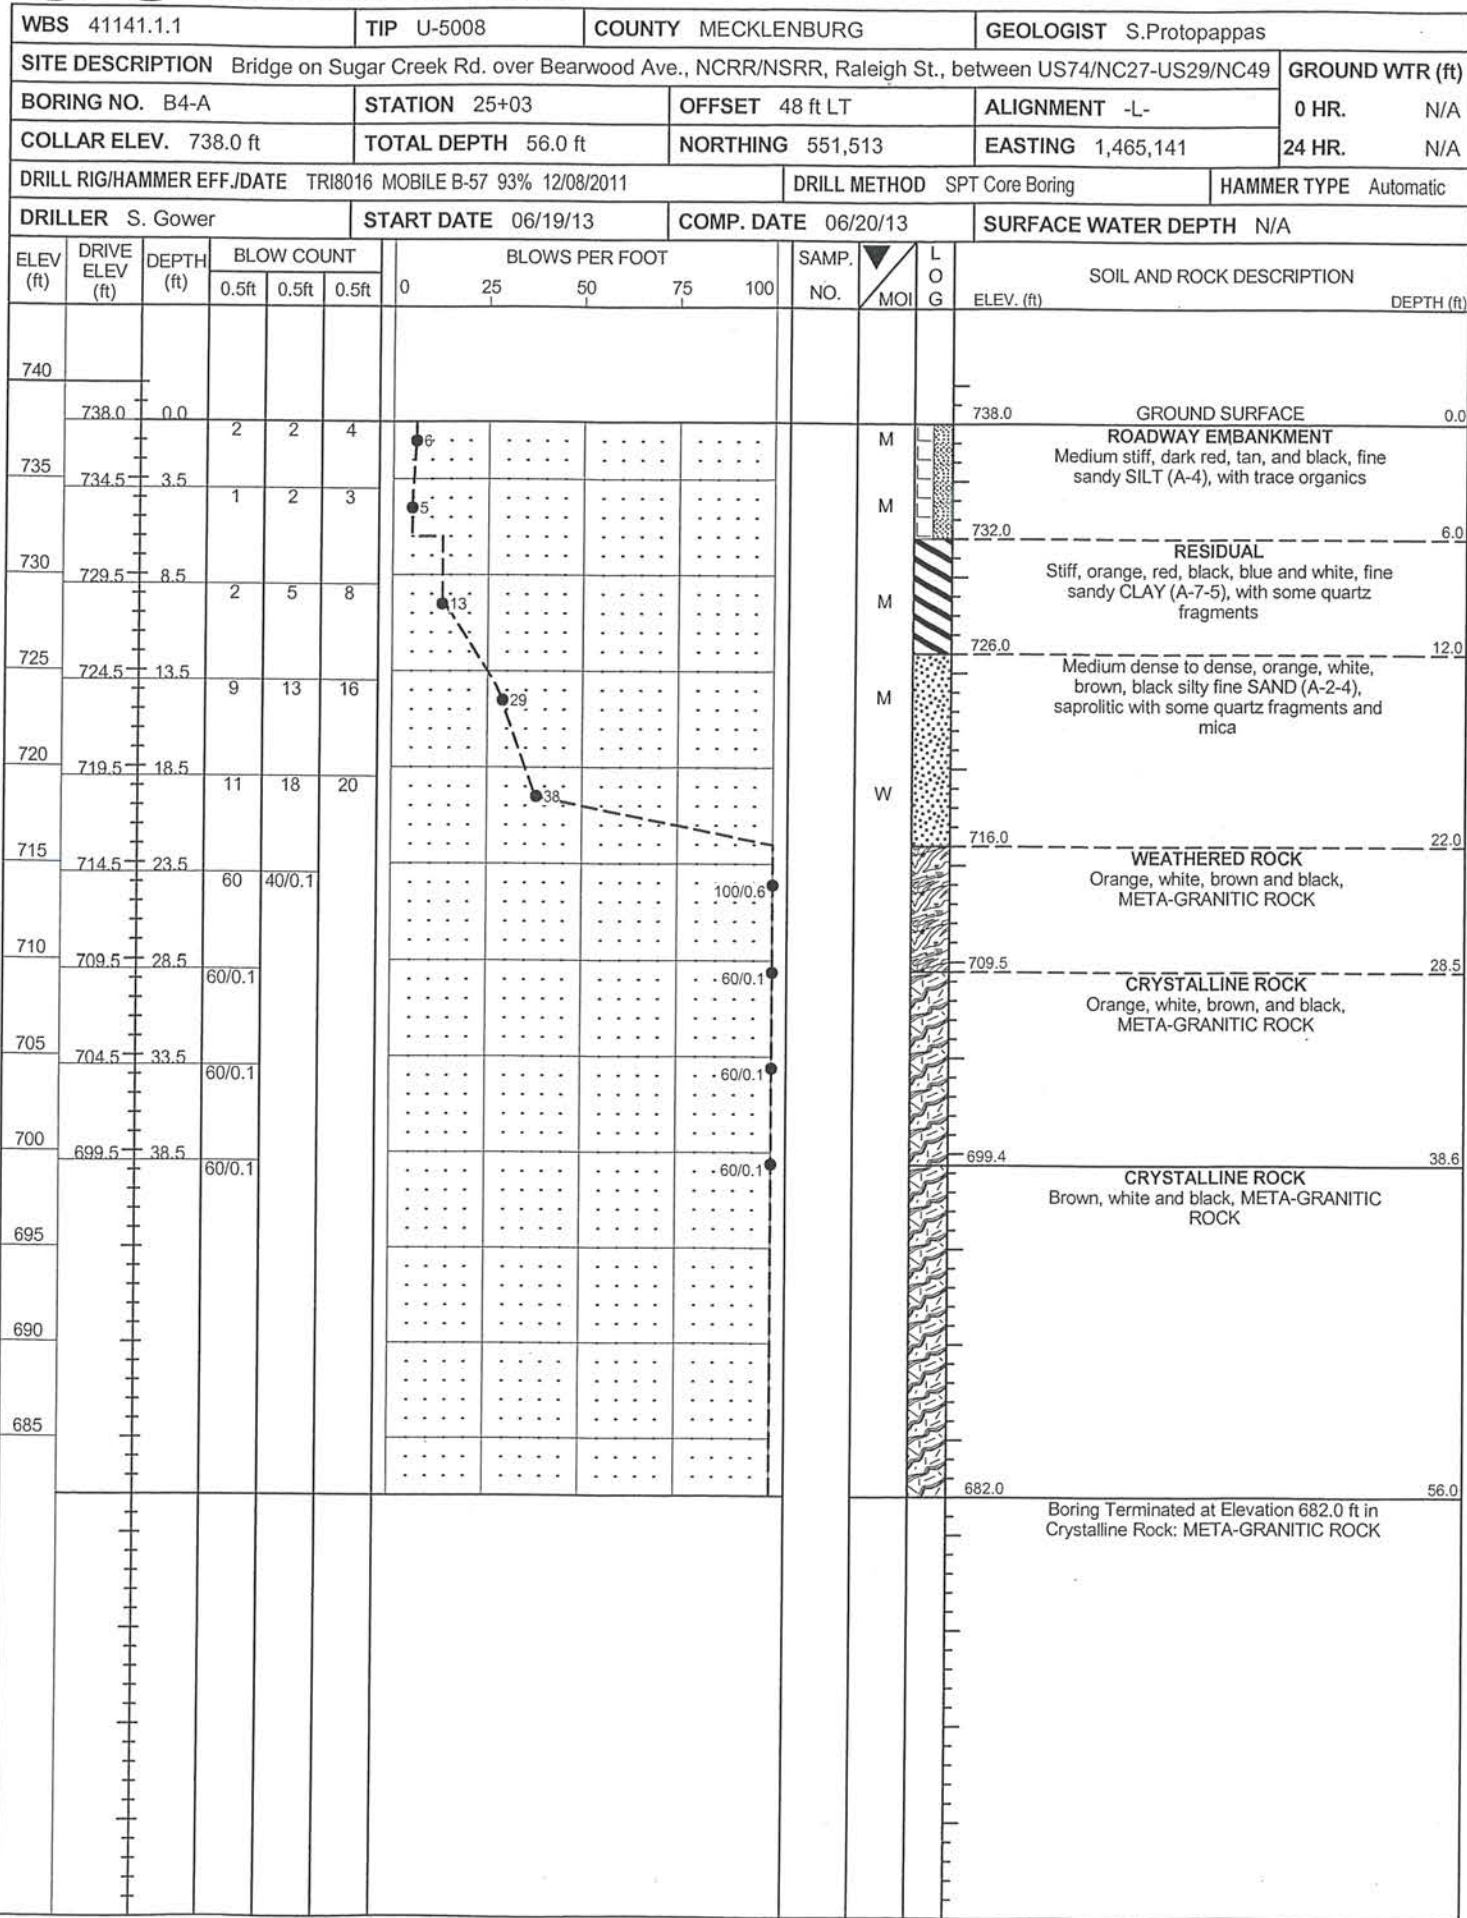 WBS 41141.1.1 TIP U-5008 COUNTY MECKLENBURG GEOLOGIST S.Protopappas
SITE DESCRIPTION Bridge on Sugar Creek Rd. over Bearwood Ave., NCRR/NSRR, Raleigh St., between US74/NC27-US29/NC49 GROUND WTR (ft)
BORING NO. B4-A STATION 25+03 OFFSET 48 ft LT ALIGNMENT -L- 0 HR. N/A
COLLAR ELEV. 738.0 ft TOTAL DEPTH 56.0 ft NORTHING 551,513 EASTING 1,465,141 24 HR. N/A
DRILL RIG/HAMMER EFF./DATE TRI8016 MOBILE B-57 93% 12/08/2011 DRILL METHOD SPT Core Boring HAMMER TYPE Automatic
DRILLER S. Gower START DATE 06/19/13 COMP. DATE 06/20/13 SURFACE WATER DEPTH N/A
ELEV (ft) DRIVE ELEV (ft) DEPTH (ft) BLOW COUNT BLOWS PER FOOT SAMP. NO. MOI LOG SOIL AND ROCK DESCRIPTION
0.5ft 0.5ft 0.5ft 0 25 50 75 100 ELEV. (ft) DEPTH (ft)
740
738.0 0.0 738.0 GROUND SURFACE 0.0
2 2 4 6 M ROADWAY EMBANKMENT
Medium stiff, dark red, tan, and black, fine
735 sandy SILT (A-4), with trace organics
734.5 3.5
1 2 3 5 M
732.0 6.0
RESIDUAL
730 Stiff, orange, red, black, blue and white, fine
729.5 8.5
2 5 8 13 M sandy CLAY (A-7-5), with some quartz
fragments
726.0 12.0
725 Medium dense to dense, orange, white,
724.5 13.5
9 13 16 29 M brown, black silty fine SAND (A-2-4),
saprolitic with some quartz fragments and
mica
720
719.5 18.5
11 18 20 38 W
716.0 22.0
715 WEATHERED ROCK
714.5 23.5
60 40/0.1 100/0.6 Orange, white, brown and black,
META-GRANITIC ROCK
710
709.5 28.5 709.5 28.5
60/0.1 60/0.1 CRYSTALLINE ROCK
Orange, white, brown, and black,
META-GRANITIC ROCK
705
704.5 33.5
60/0.1 60/0.1
700
699.5 38.5 699.4 38.6
60/0.1 60/0.1 CRYSTALLINE ROCK
Brown, white and black, META-GRANITIC
ROCK
695
690
685
682.0 56.0
Boring Terminated at Elevation 682.0 ft in
Crystalline Rock: META-GRANITIC ROCK